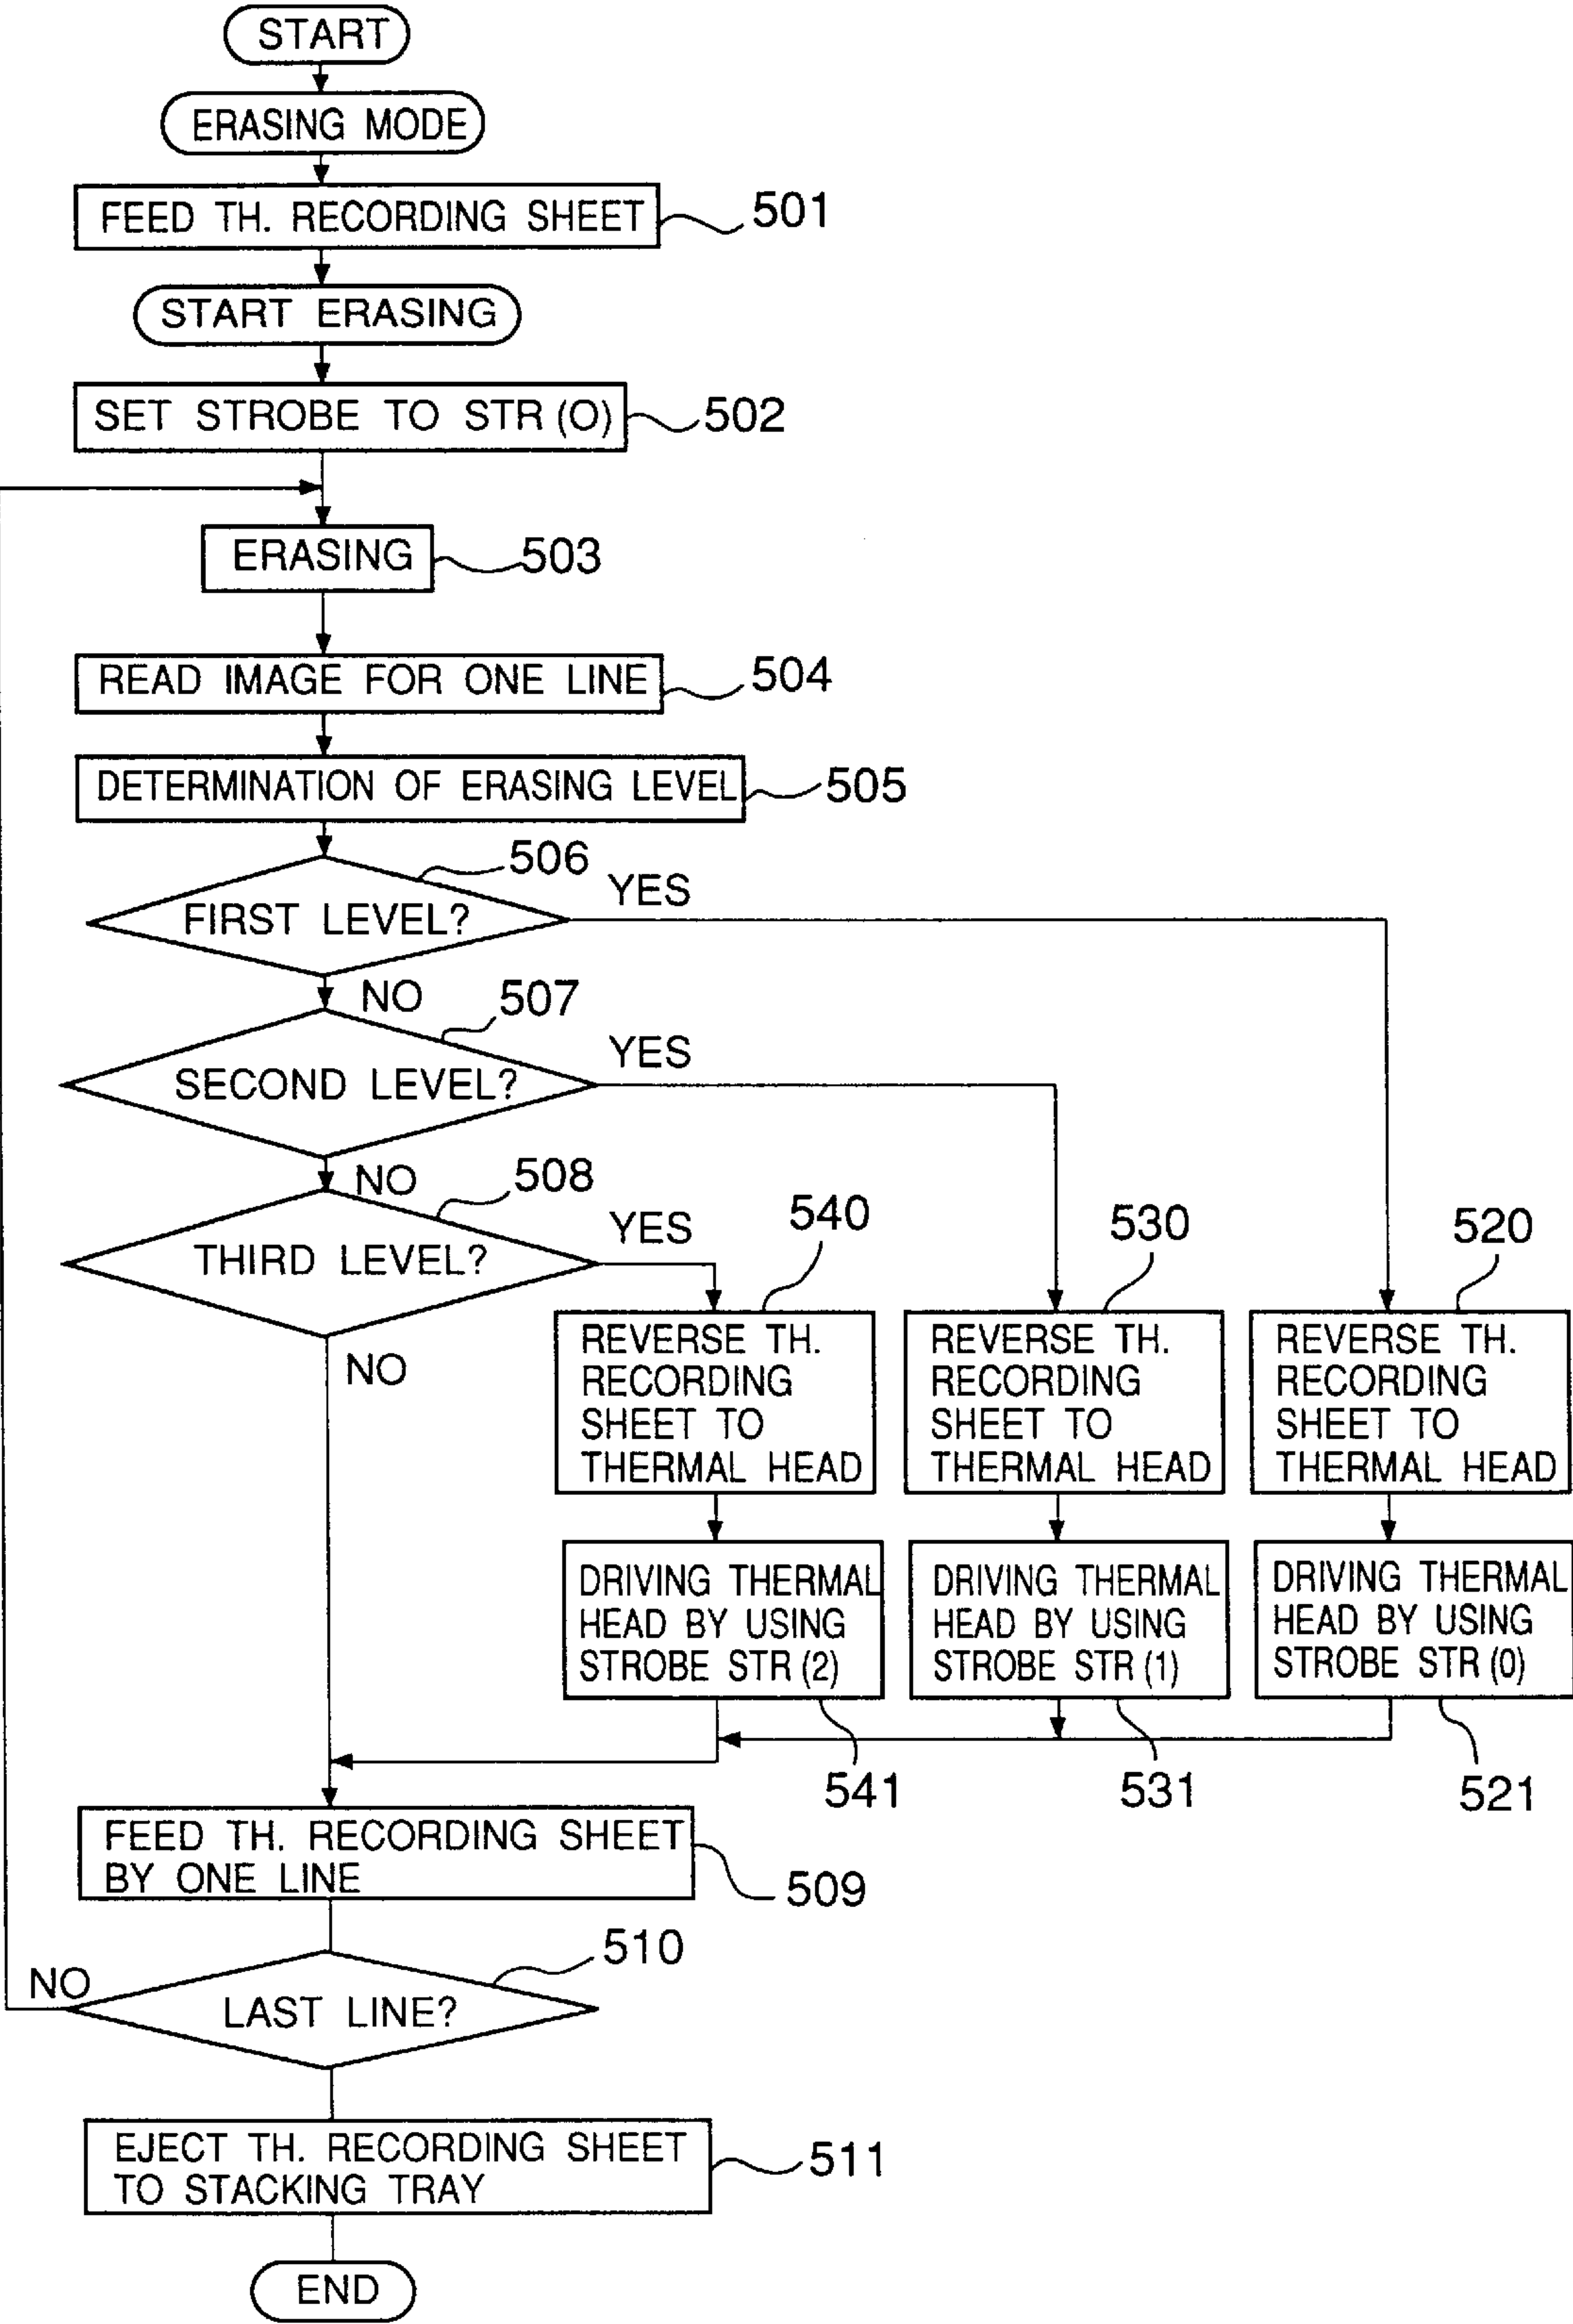 START
ERASING MODE
FEED TH. RECORDING SHEET
501
START ERASING
SET STROBE TO STR (O)
502
ERASING
503
READ IMAGE FOR ONE LINE
504
DETERMINATION OF ERASING LEVEL
505
506
FIRST LEVEL?
YES
NO
507
SECOND LEVEL?
YES
NO
508
THIRD LEVEL?
YES
NO
540
530
520
REVERSE TH.
RECORDING
SHEET TO
THERMAL HEAD
REVERSE TH.
RECORDING
SHEET TO
THERMAL HEAD
REVERSE TH.
RECORDING
SHEET TO
THERMAL HEAD
DRIVING THERMAL
HEAD BY USING
STROBE STR (2)
DRIVING THERMAL
HEAD BY USING
STROBE STR (1)
DRIVING THERMAL
HEAD BY USING
STROBE STR (0)
541
531
521
FEED TH. RECORDING SHEET
BY ONE LINE
509
510
NO
LAST LINE?
EJECT TH. RECORDING SHEET
TO STACKING TRAY
511
END